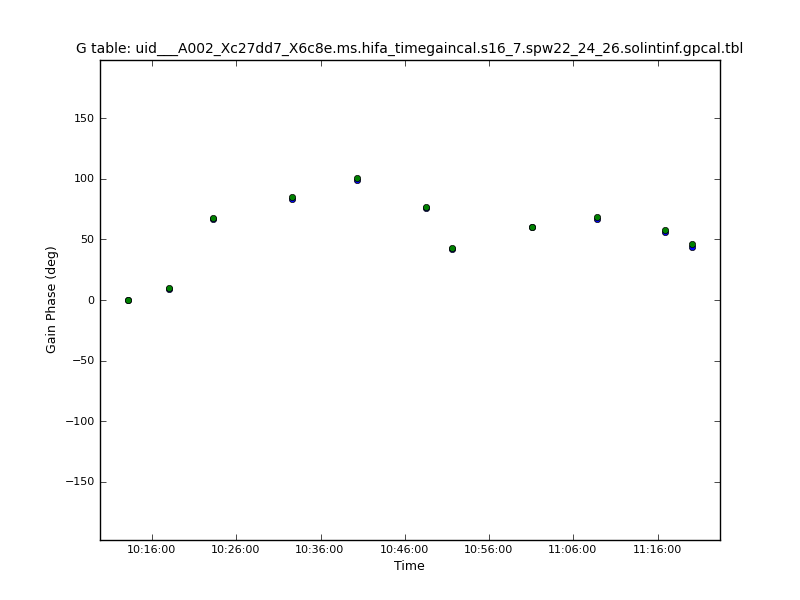 G table: uid___A002_Xc27dd7_X6c8e.ms.hifa_timegaincal.s16_7.spw22_24_26.solintinf.gpcal.tbl
150
100
50
0
−50
−100
−150
Gain Phase (deg)
10:16:00 10:26:00 10:36:00 10:46:00 10:56:00 11:06:00 11:16:00
Time